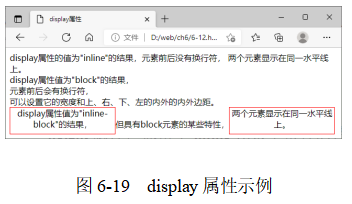 display属性
文件 | D:/web/ch6/6-12.h
display属性的值为"inline"的结果，元素前后没有换行符， 两个元素显示在同一水平线
上。
display属性值为"block"的结果，
元素前后会有换行符，
可以设置它的宽度和上、右、下、左的内外的内外边距。
display属性值为"inline-
block"的结果，
但具有block元素的某些特性，
两个元素显示在同一水平线
上。
图 6-19 display 属性示例